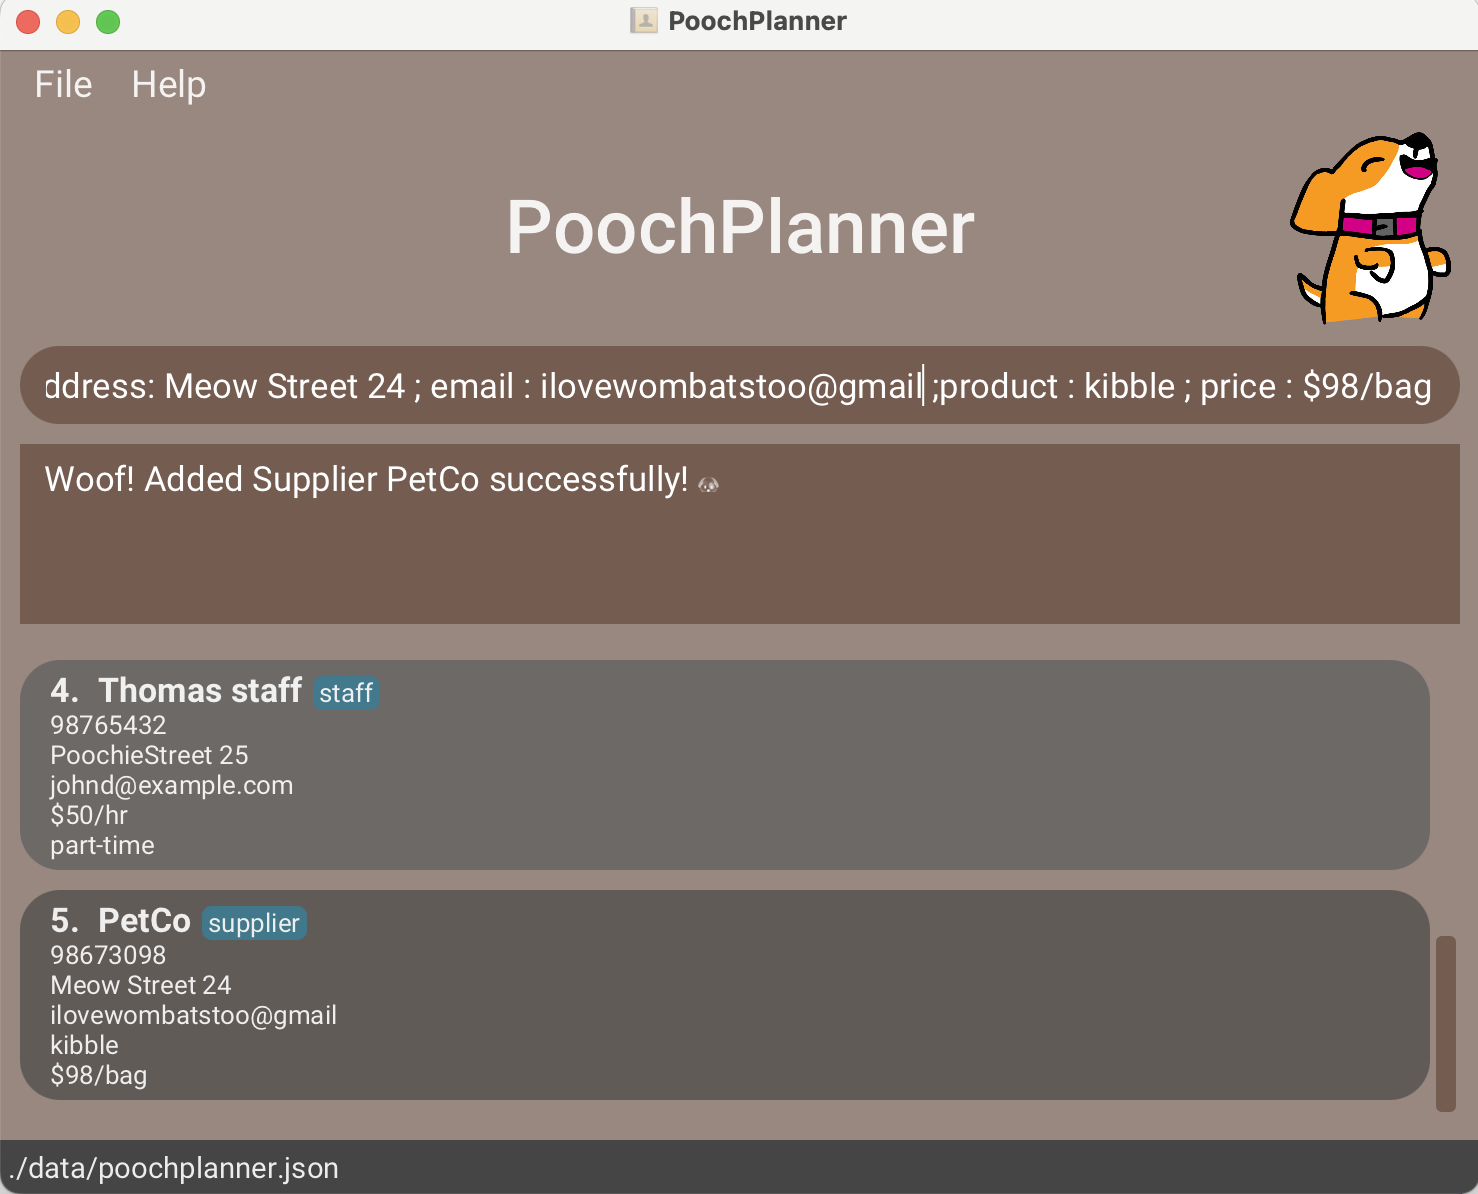 PoochPlanner
File Help
PoochPlanner
ddress: Meow Street 24 ; email : ilovewombatstoo@gmail ;product : kibble ; price : $98/bag
Woof! Added Supplier PetCo successfully! 🐶
4. Thomas staff staff
98765432
PoochieStreet 25
johnd@example.com
$50/hr
part-time
5. PetCo supplier
98673098
Meow Street 24
ilovewombatstoo@gmail
kibble
$98/bag
./data/poochplanner.json